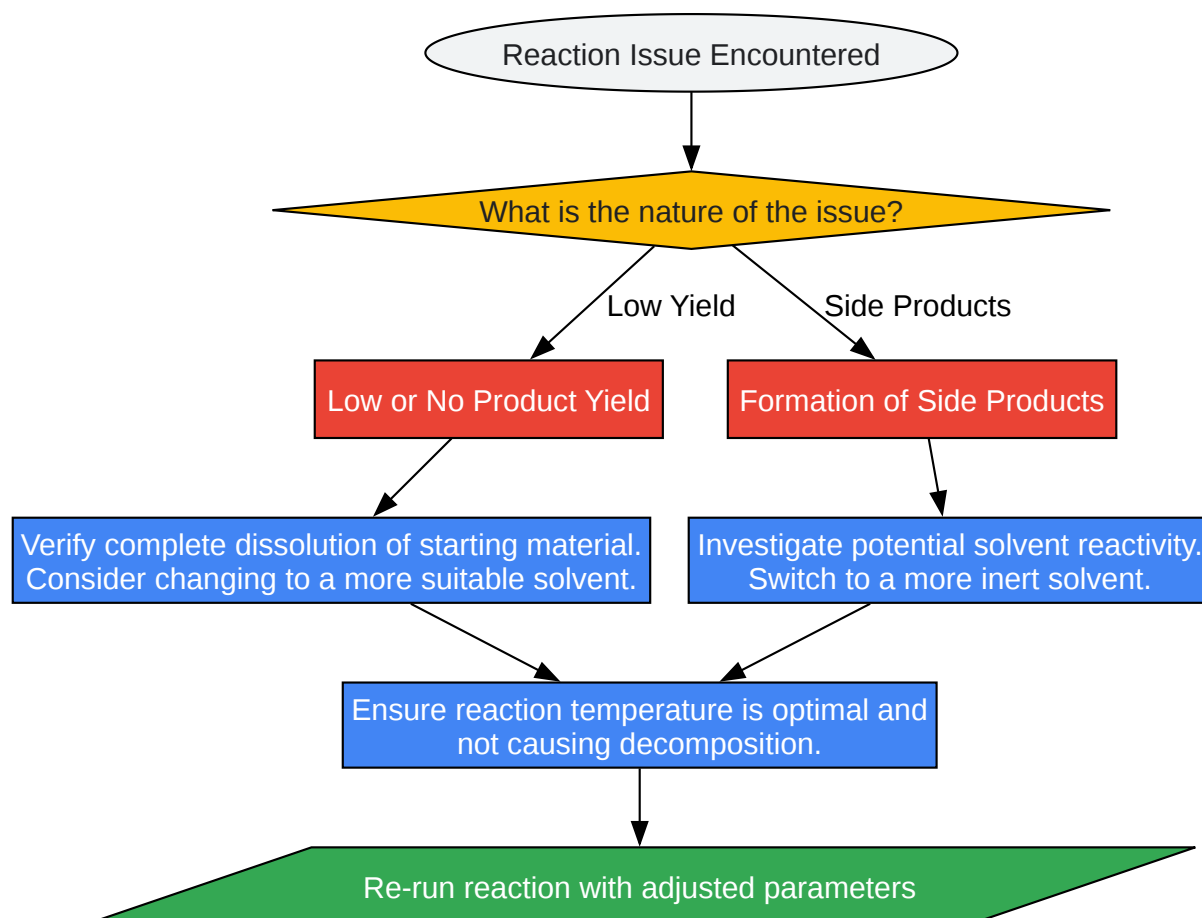 Reaction Issue Encountered
What is the nature of the issue?
Low Yield
Side Products
Low or No Product Yield
Formation of Side Products
Verify complete dissolution of starting material.
Consider changing to a more suitable solvent.
Investigate potential solvent reactivity.
Switch to a more inert solvent.
Ensure reaction temperature is optimal and
not causing decomposition.
Re-run reaction with adjusted parameters